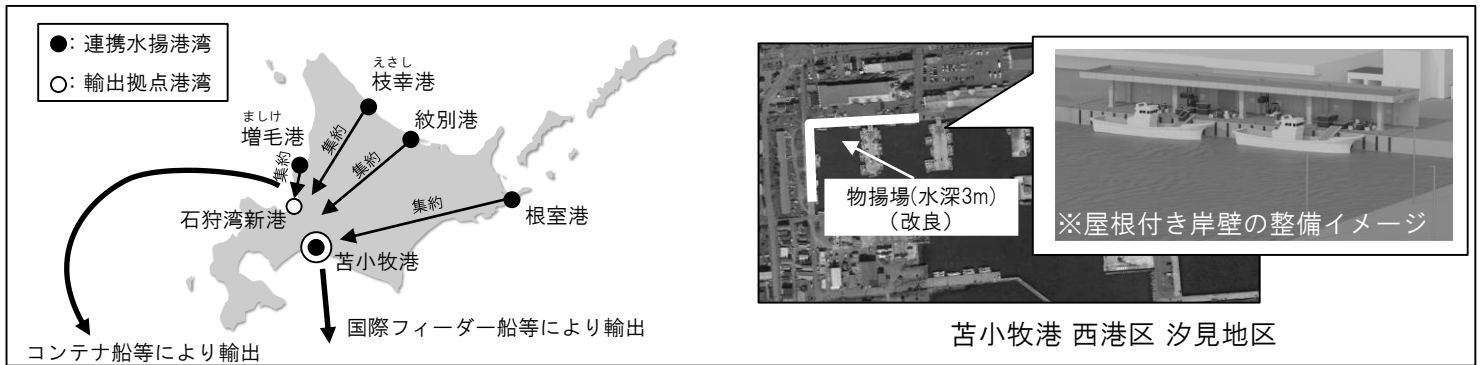 ●: 連携水揚港湾
○: 輸出拠点港湾
えさし
枝幸港
紋別港
ましけ
増毛港
集約
集約
集約
集約
石狩湾新港
根室港
苫小牧港
国際フィーダー船等により輸出
コンテナ船等により輸出
物揚場(水深3m)
（改良）
※屋根付き岸壁の整備イメージ
苫小牧港 西港区 汐見地区